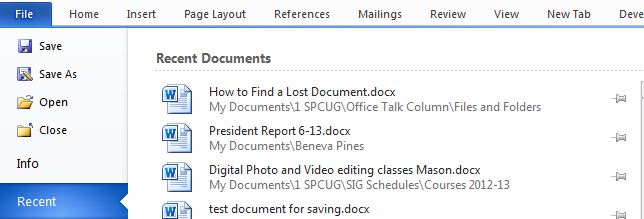 File Home Insert Page Layout References Mailings Review View New Tab Deve
Save
Save As
Open
Close
Info
Recent
Recent Documents
How to Find a Lost Document.docx
My Documents\1 SPCUG\Office Talk Column\Files and Folders
President Report 6-13.docx
My Documents\Beneva Pines
Digital Photo and Video editing classes Mason.docx
My Documents\1 SPCUG\SIG Schedules\Courses 2012-13
test document for saving.docx